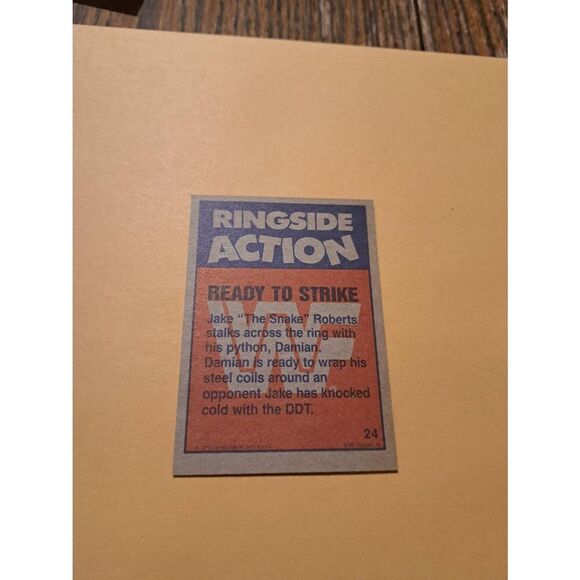 RINGSIDE
ACTION
READY TO STRIKE
Jake "The Snake" Roberts
stalks across the ring with
his python, Damian.
Damian is ready to wrap his
steel coils around an
opponent Jake has knocked
cold with the DDT.
24